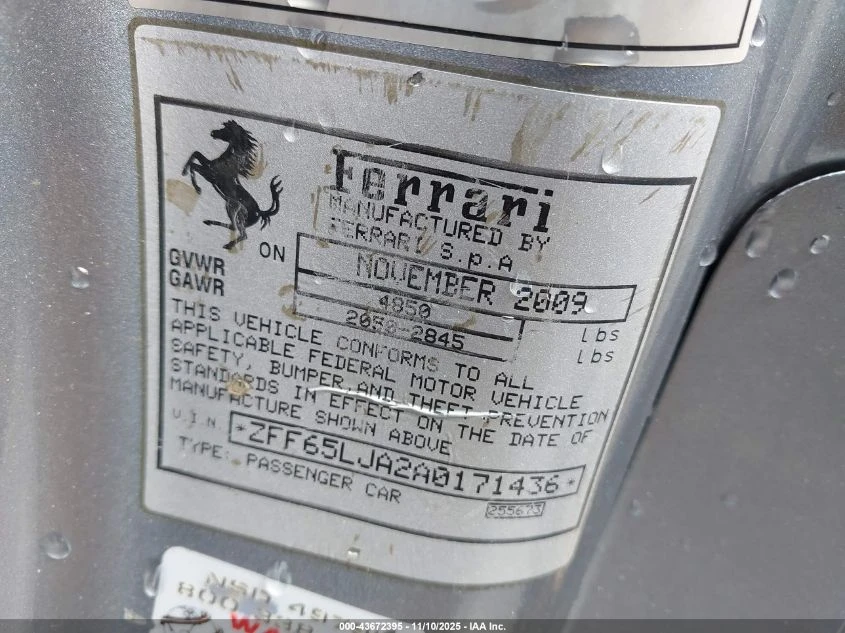 Ferrari
MANUFACTURED BY
FERRARI S.p.A
ON NOVEMBER 2009
GVWR 4850 lbs
GAWR 2050-2845 lbs
THIS VEHICLE CONFORMS TO ALL
APPLICABLE FEDERAL MOTOR VEHICLE
SAFETY, BUMPER AND THEFT PREVENTION
STANDARDS IN EFFECT ON THE DATE OF
MANUFACTURE SHOWN ABOVE
V.I.N. *ZFF65LJA2A0171436*
TYPE: PASSENGER CAR
255673
000-43672395 - 11/10/2025 - IAA Inc.